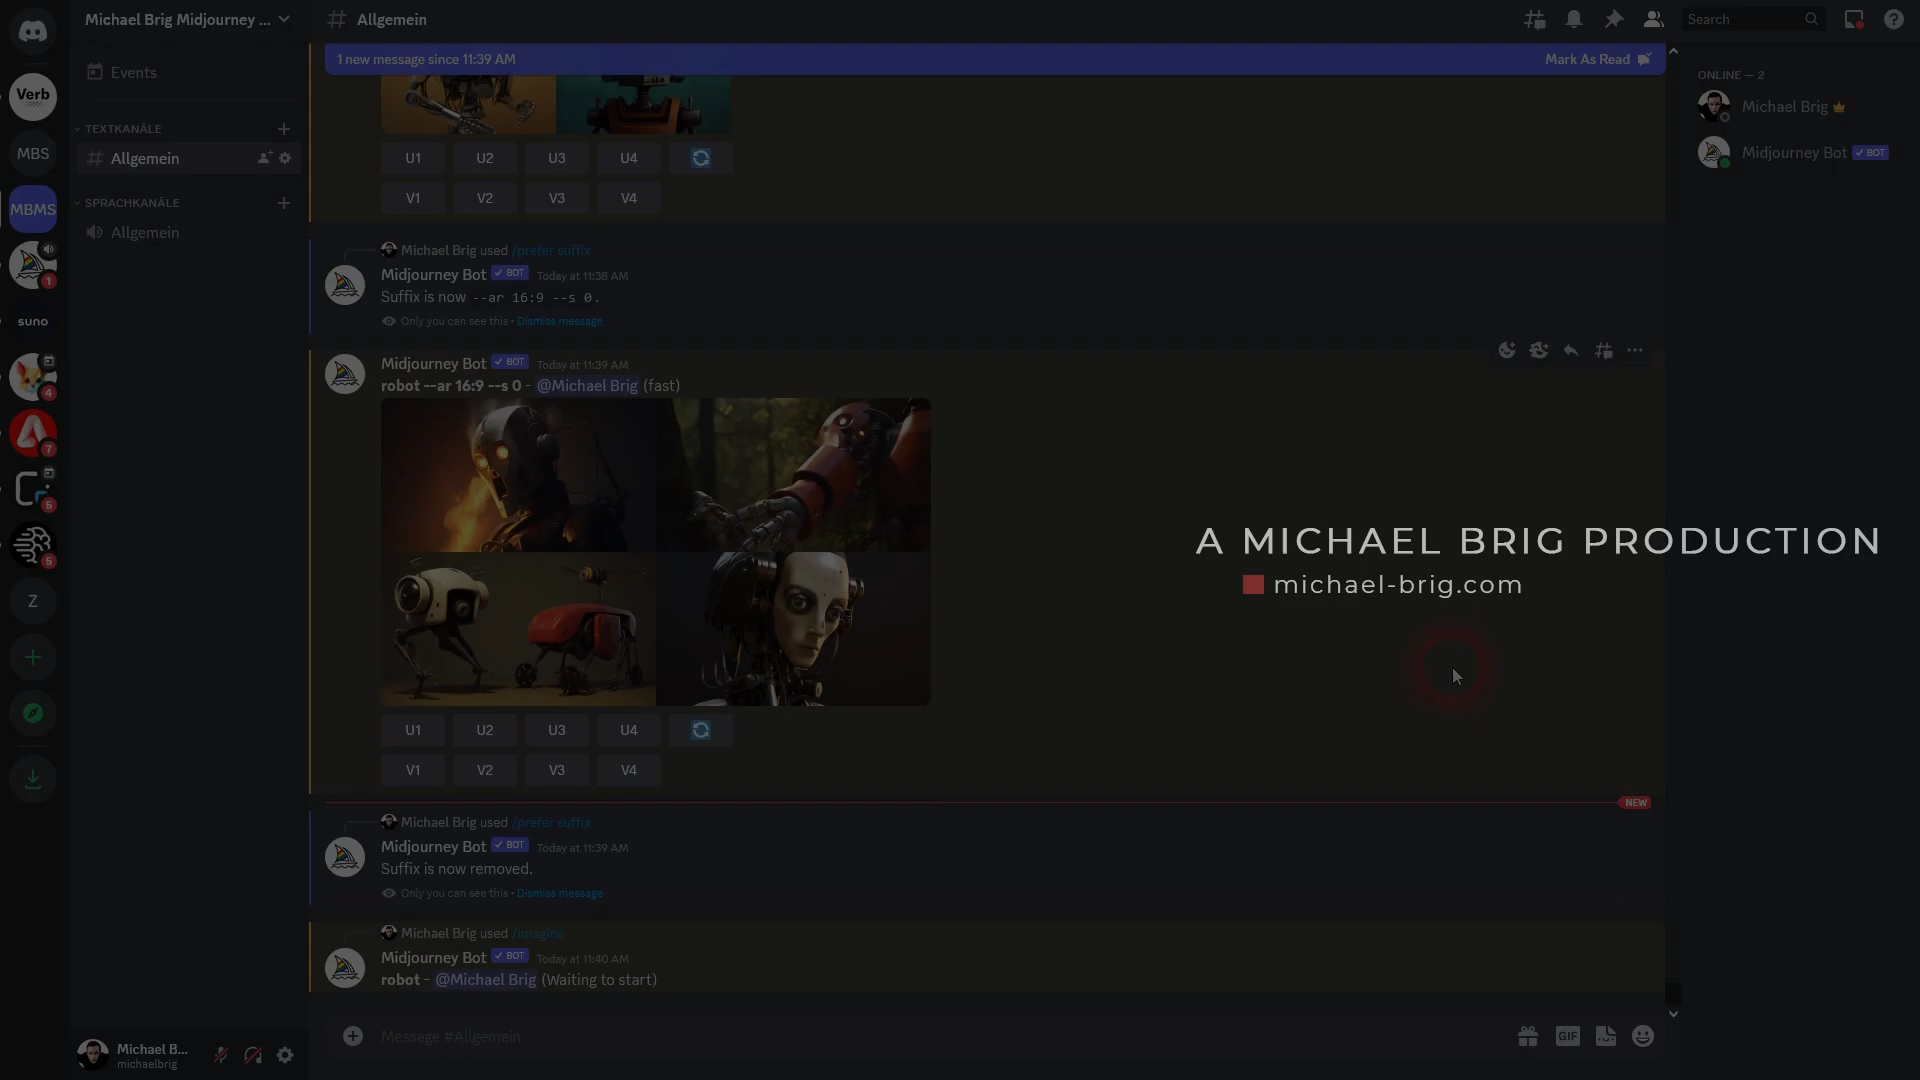 Michael Brig Midjourney ...
Allgemein
Search
Verb
MBS
MBMS
1
suno
4
7
5
5
Z
Events
TEXTKANÄLE
Allgemein
SPRACHKANÄLE
Allgemein
1 new message since 11:39 AM
Mark As Read
U1 U2 U3 U4
V1 V2 V3 V4
Michael Brig used /prefer suffix
Midjourney Bot BOT Today at 11:38 AM
Suffix is now --ar 16:9 --s 0.
Only you can see this • Dismiss message
Midjourney Bot BOT Today at 11:39 AM
robot --ar 16:9 --s 0 - @Michael Brig (fast)
U1 U2 U3 U4
V1 V2 V3 V4
NEW
Michael Brig used /prefer suffix
Midjourney Bot BOT Today at 11:39 AM
Suffix is now removed.
Only you can see this • Dismiss message
Michael Brig used /imagine
Midjourney Bot BOT Today at 11:40 AM
robot - @Michael Brig (Waiting to start)
Message #Allgemein
GIF
Michael B...
michaelbrig
ONLINE — 2
Michael Brig
Midjourney Bot BOT
A MICHAEL BRIG PRODUCTION
michael-brig.com